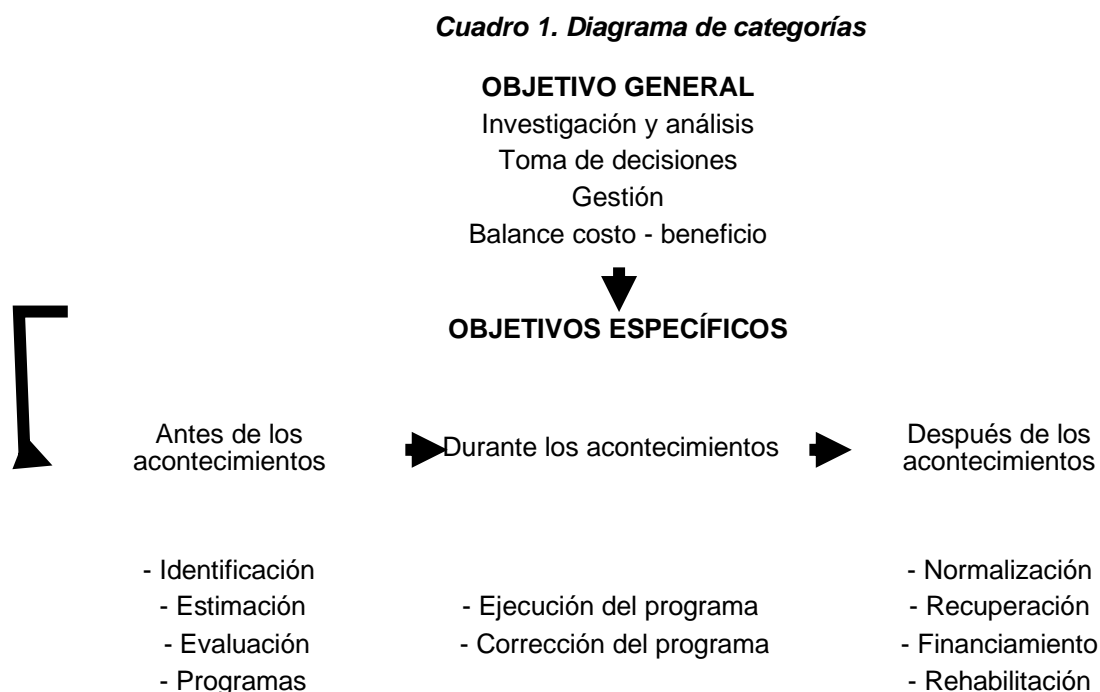 Cuadro 1. Diagrama de categorías
OBJETIVO GENERAL
Investigación y análisis
Toma de decisiones
Gestión
Balance costo - beneficio
OBJETIVOS ESPECÍFICOS
Antes de los
acontecimientos
Durante los acontecimientos
Después de los
acontecimientos
- Identificación
- Estimación
- Evaluación
- Programas
- Ejecución del programa
- Corrección del programa
- Normalización
- Recuperación
- Financiamiento
- Rehabilitación